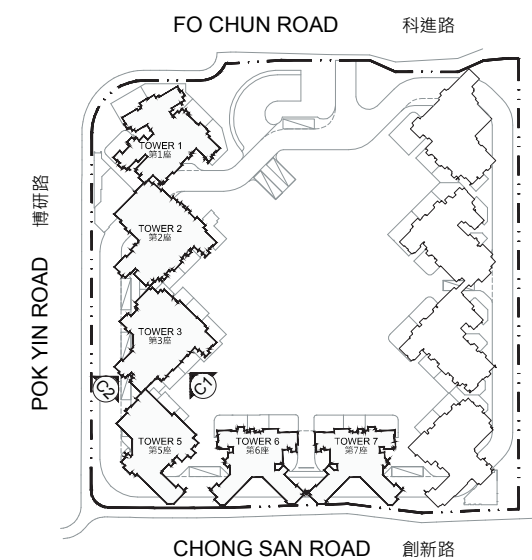 FO CHUN ROAD 科進路
TOWER 1
第1座
博研路
TOWER 2
第2座
POK YIN ROAD
TOWER 3
第3座
C2
C1
TOWER 5
第5座
TOWER 6
第6座
TOWER 7
第7座
CHONG SAN ROAD 創新路